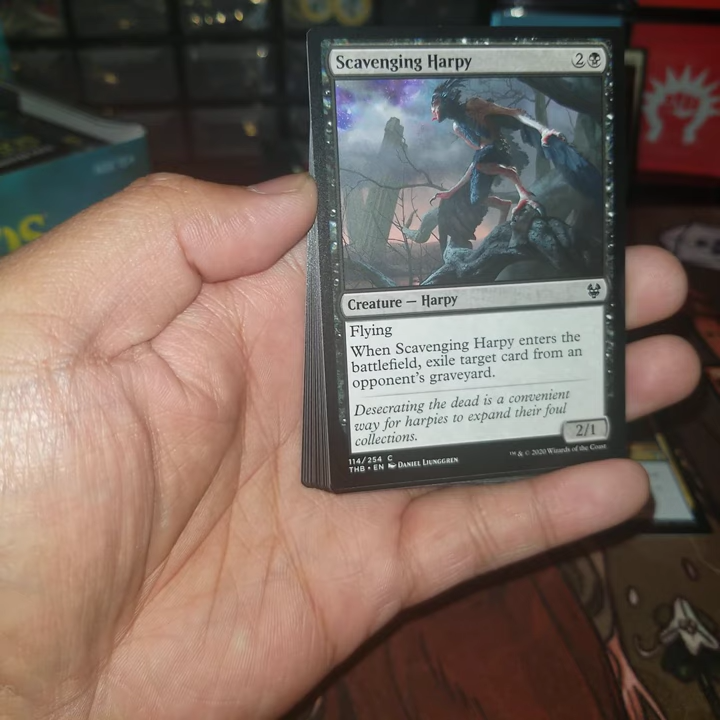 Scavenging Harpy 2
Creature — Harpy
Flying
When Scavenging Harpy enters the
battlefield, exile target card from an
opponent's graveyard.
Desecrating the dead is a convenient
way for harpies to expand their foul
collections.
2/1
114/254 C
THB • EN DANIEL LJUNGGREN
™ & © 2020 Wizards of the Coast